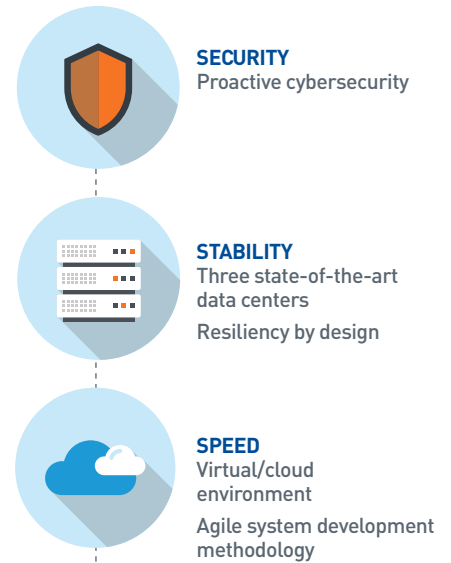 SECURITY
Proactive cybersecurity
STABILITY
Three state-of-the-art
data centers
Resiliency by design
SPEED
Virtual/cloud
environment
Agile system development
methodology